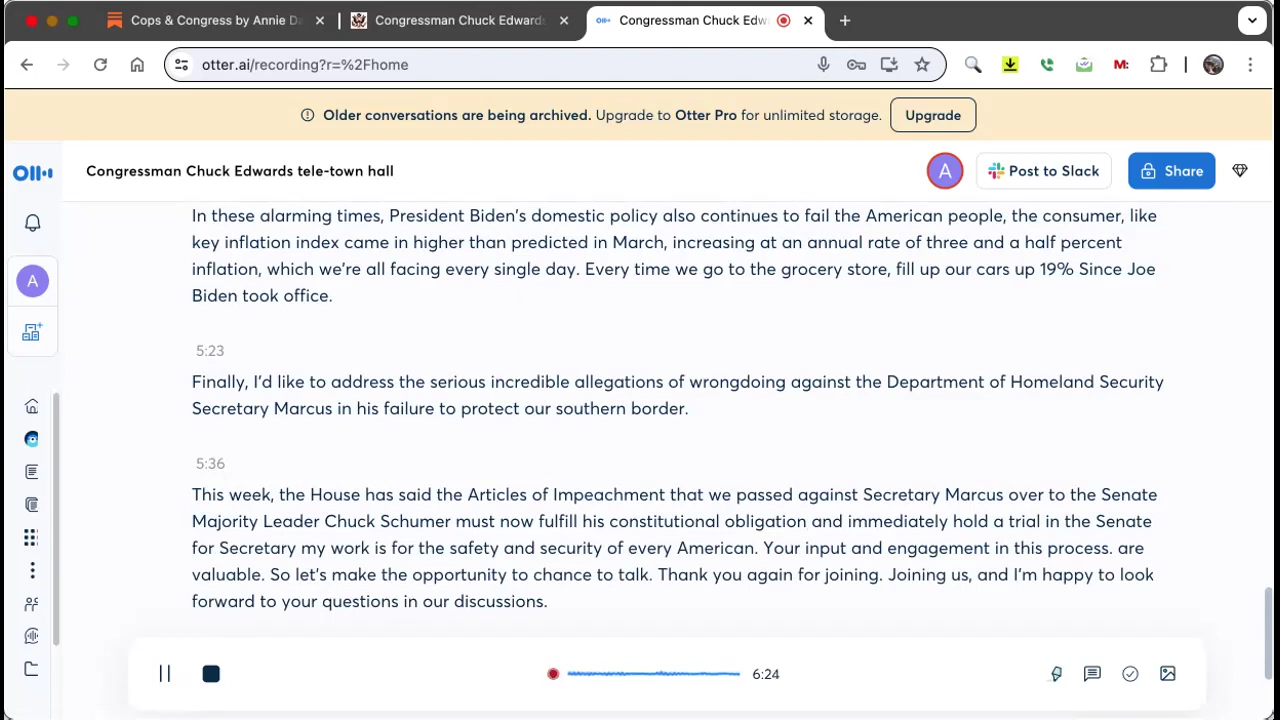 Cops & Congress by Annie Da
Congressman Chuck Edwards
Congressman Chuck Edw
otter.ai/recording?r=%2Fhome
M:
Older conversations are being archived. Upgrade to Otter Pro for unlimited storage.
Upgrade
Congressman Chuck Edwards tele-town hall
A
Post to Slack
Share
A
In these alarming times, President Biden's domestic policy also continues to fail the American people, the consumer, like
key inflation index came in higher than predicted in March, increasing at an annual rate of three and a half percent
inflation, which we're all facing every single day. Every time we go to the grocery store, fill up our cars up 19% Since Joe
Biden took office.
5:23
Finally, I'd like to address the serious incredible allegations of wrongdoing against the Department of Homeland Security
Secretary Marcus in his failure to protect our southern border.
5:36
This week, the House has said the Articles of Impeachment that we passed against Secretary Marcus over to the Senate
Majority Leader Chuck Schumer must now fulfill his constitutional obligation and immediately hold a trial in the Senate
for Secretary my work is for the safety and security of every American. Your input and engagement in this process. are
valuable. So let's make the opportunity to chance to talk. Thank you again for joining. Joining us, and I'm happy to look
forward to your questions in our discussions.
6:24